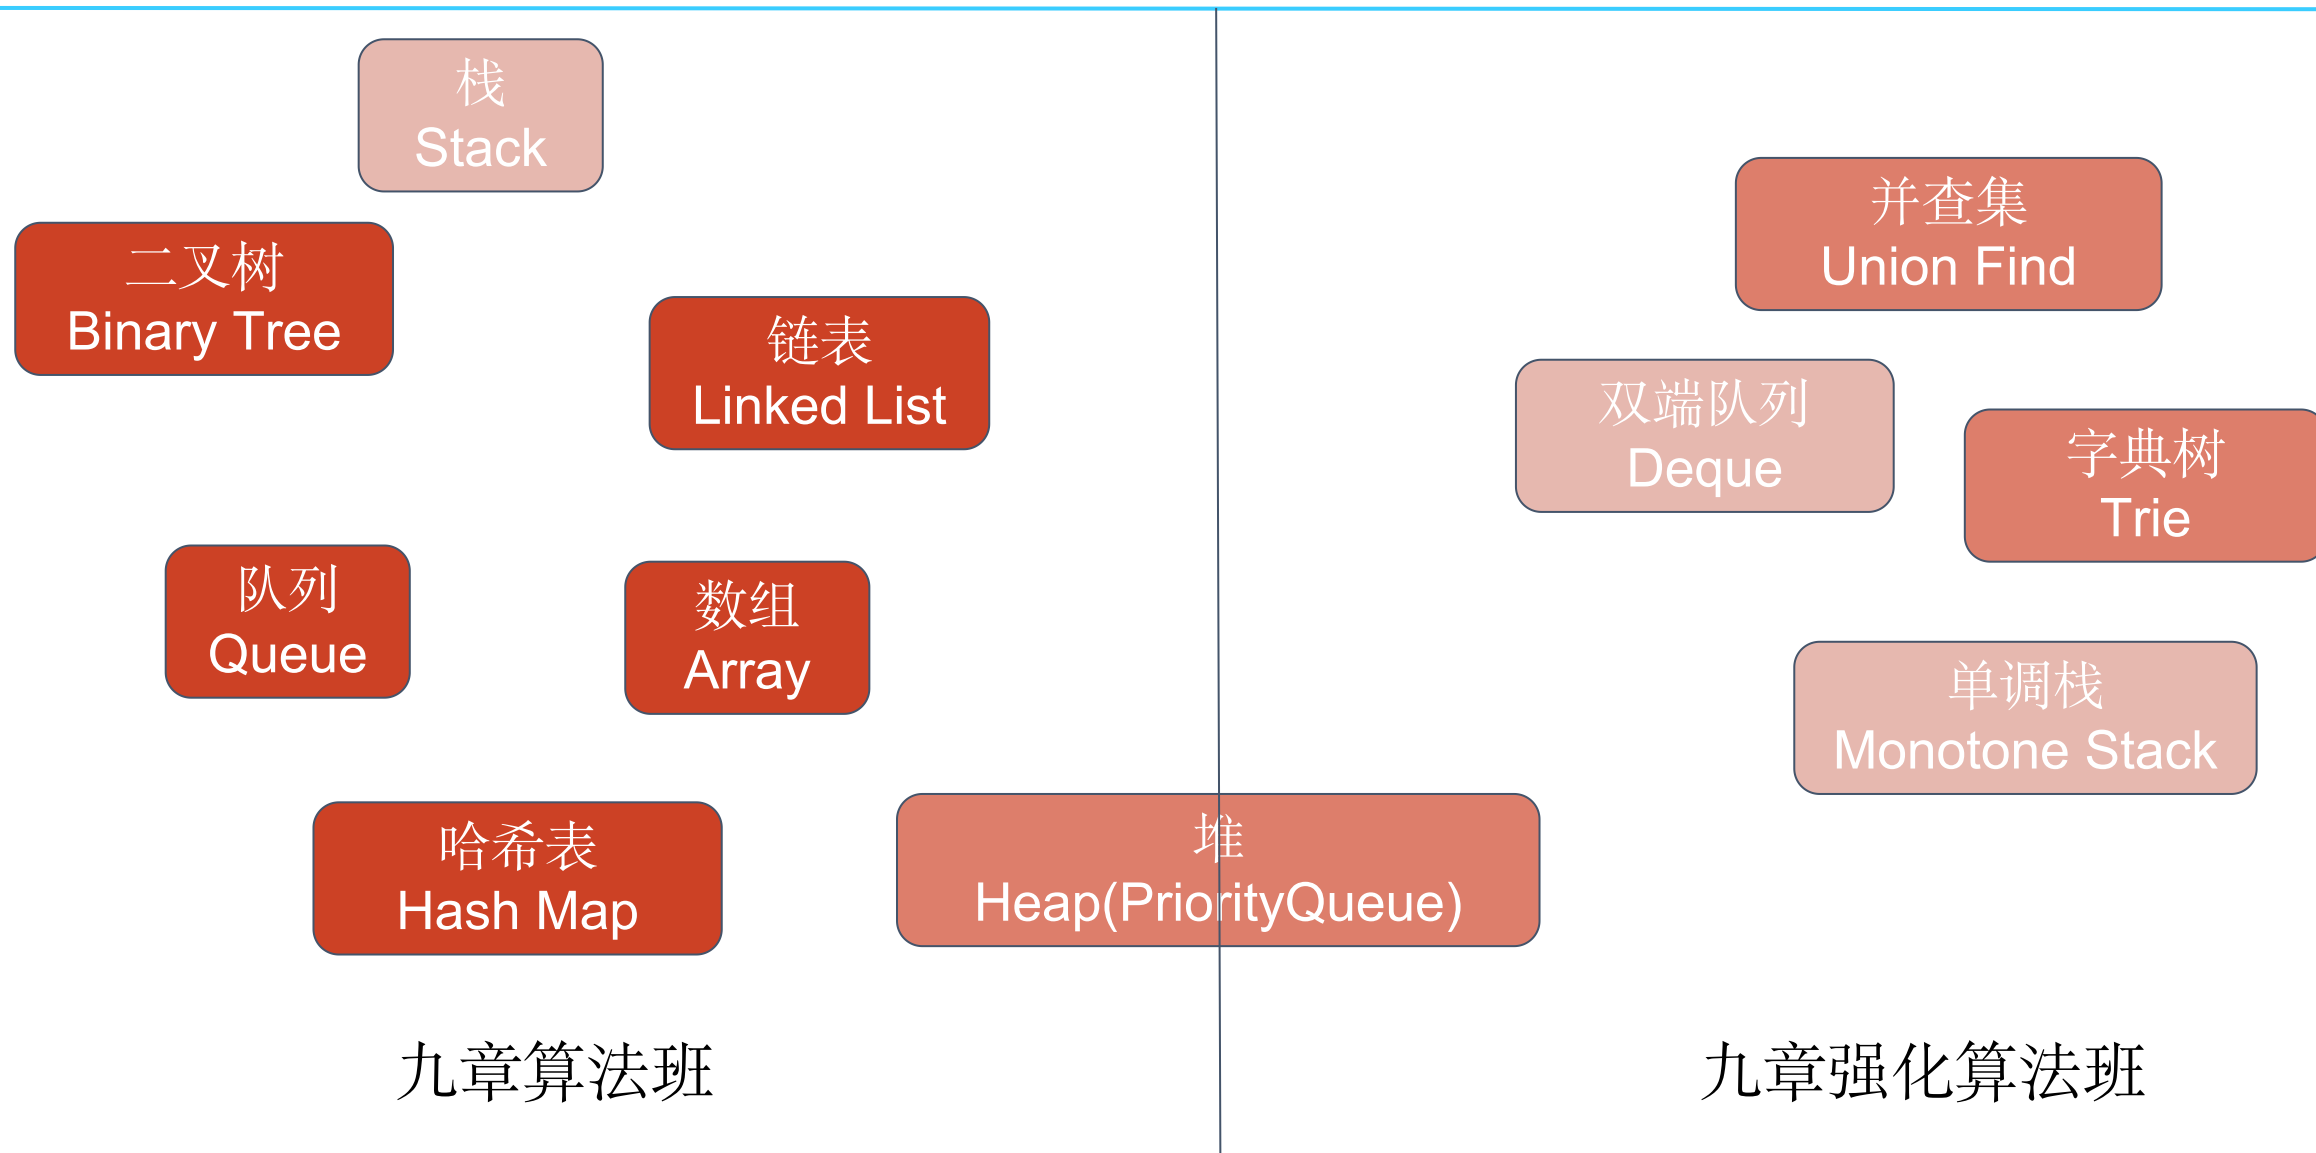 栈
Stack
二叉树
Binary Tree
链表
Linked List
队列
Queue
数组
Array
哈希表
Hash Map
堆
Heap(PriorityQueue)
九章算法班
并查集
Union Find
双端队列
Deque
字典树
Trie
单调栈
Monotone Stack
九章强化算法班